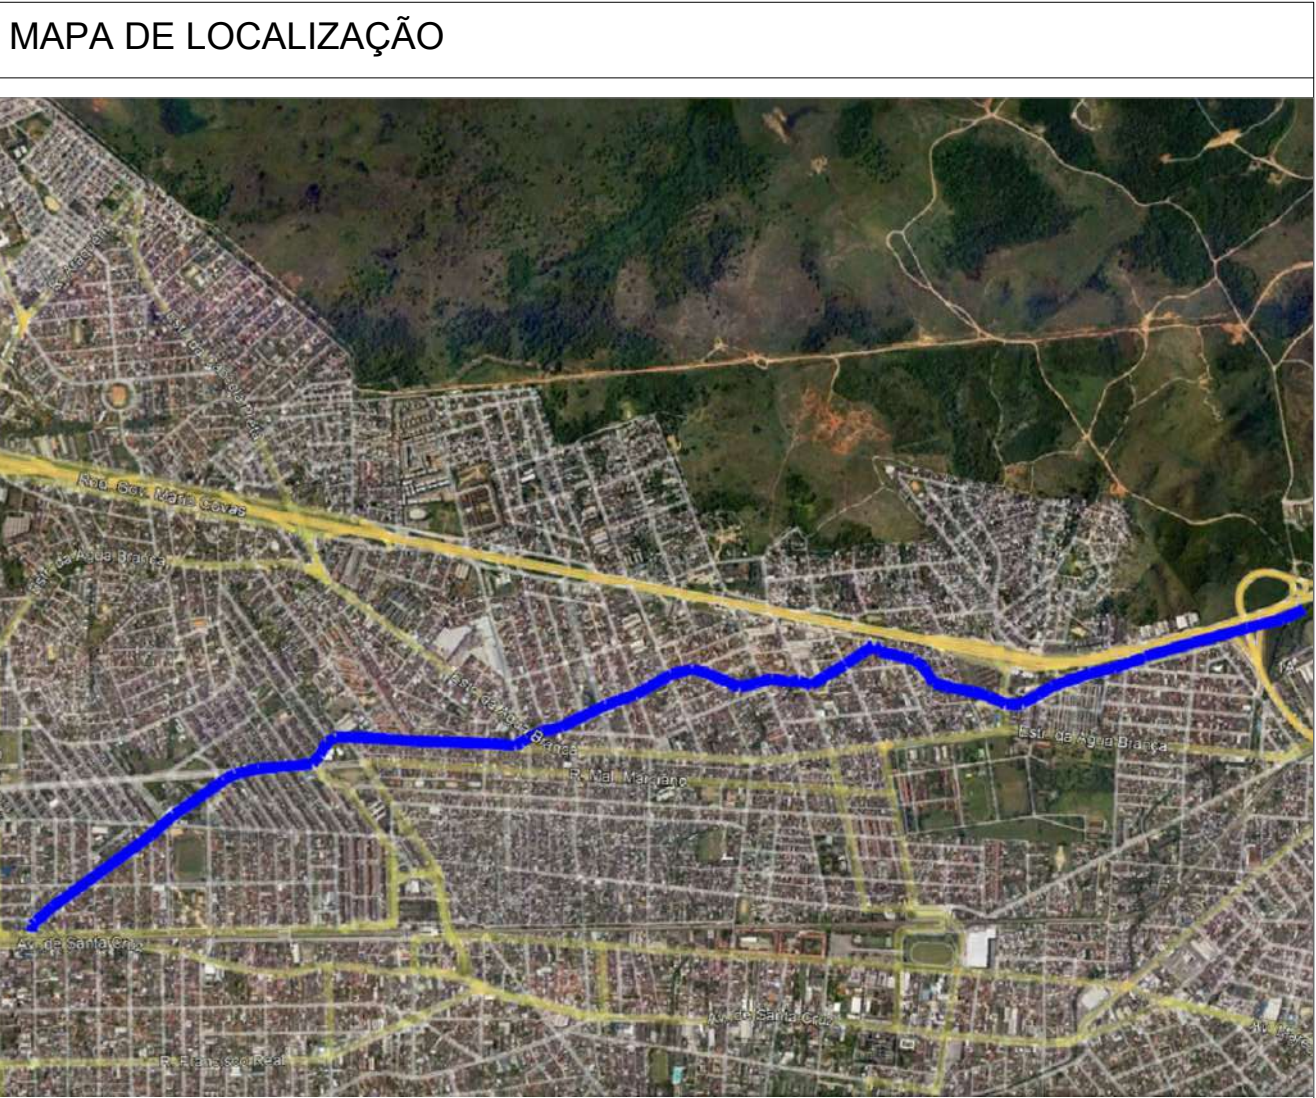 MAPA DE LOCALIZAÇÃO
Rod. Gov. Mario Covas
Estr. da Água Branca
Estr. da Água Branca
Estr. da Água Branca
R. Mal. Marciano
Av. de Santa Cruz
Av. de Santa Cruz
R. Francisco Real